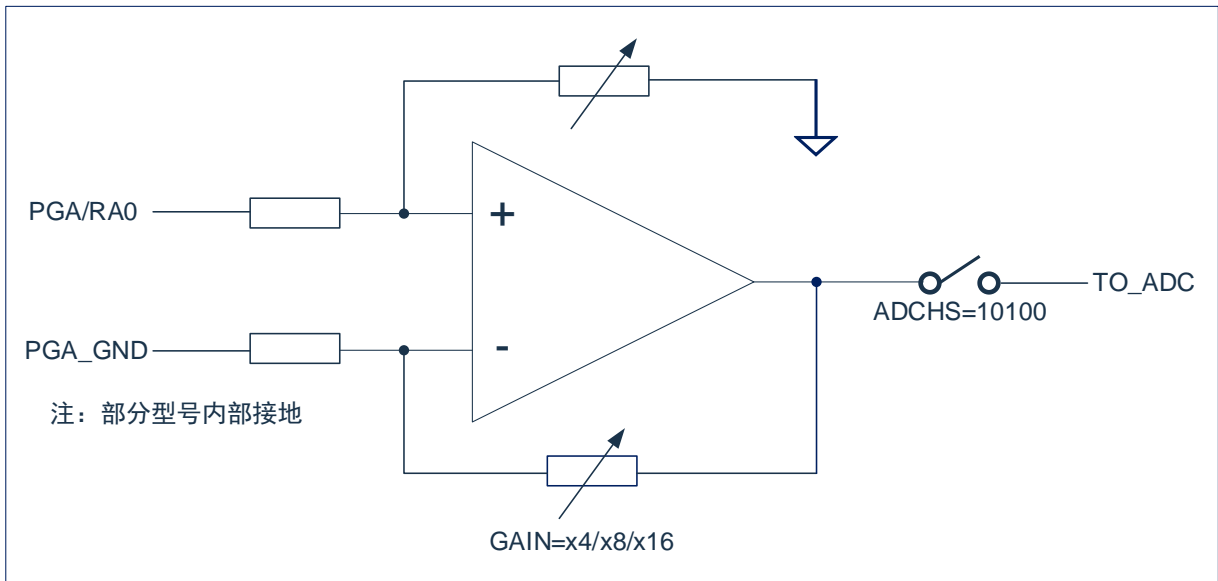 PGA/RA0
+
PGA_GND
-
TO_ADC
ADCHS=10100
注：部分型号内部接地
GAIN=x4/x8/x16